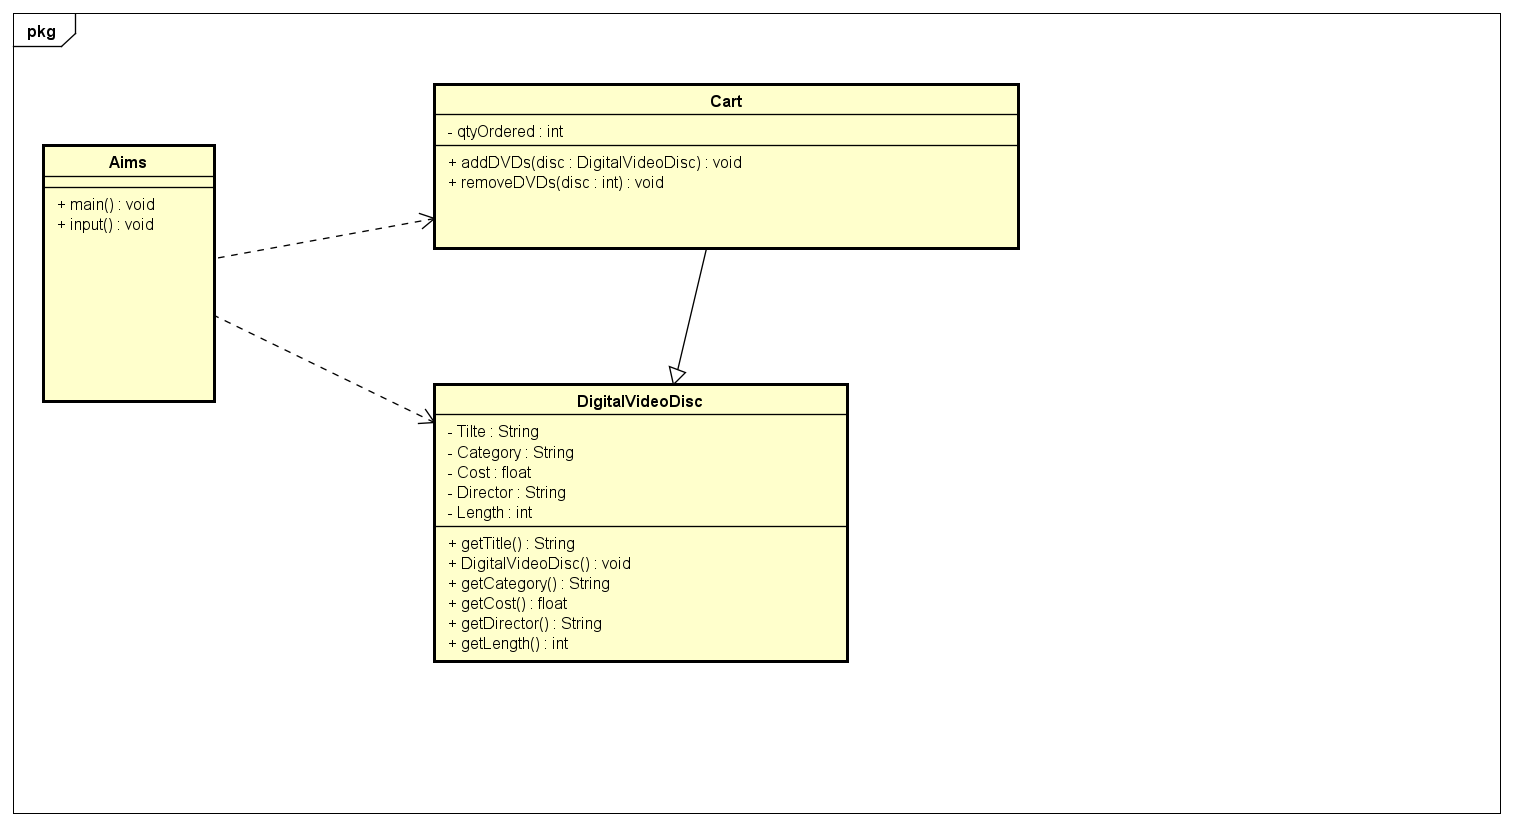 pkg
Cart
- qtyOrdered : int
+ addDVDs(disc : DigitalVideoDisc) : void
+ removeDVDs(disc : int) : void
Aims
+ main() : void
+ input() : void
DigitalVideoDisc
- Tilte : String
- Category : String
- Cost : float
- Director : String
- Length : int
+ getTitle() : String
+ DigitalVideoDisc() : void
+ getCategory() : String
+ getCost() : float
+ getDirector() : String
+ getLength() : int